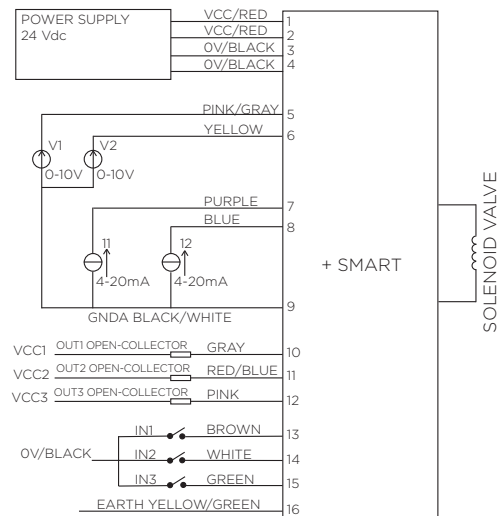 POWER SUPPLY
24 Vdc
VCC/RED 1
VCC/RED 2
0V/BLACK 3
0V/BLACK 4
PINK/GRAY 5
YELLOW 6
V1 V2
0-10V 0-10V
PURPLE 7
BLUE 8
11 12
4-20mA 4-20mA
+ SMART
SOLENOID VALVE
9
GNDA BLACK/WHITE
VCC1 OUT1 OPEN-COLLECTOR GRAY 10
VCC2 OUT2 OPEN-COLLECTOR RED/BLUE 11
VCC3 OUT3 OPEN-COLLECTOR PINK 12
IN1 BROWN 13
0V/BLACK IN2 WHITE 14
IN3 GREEN 15
EARTH YELLOW/GREEN 16